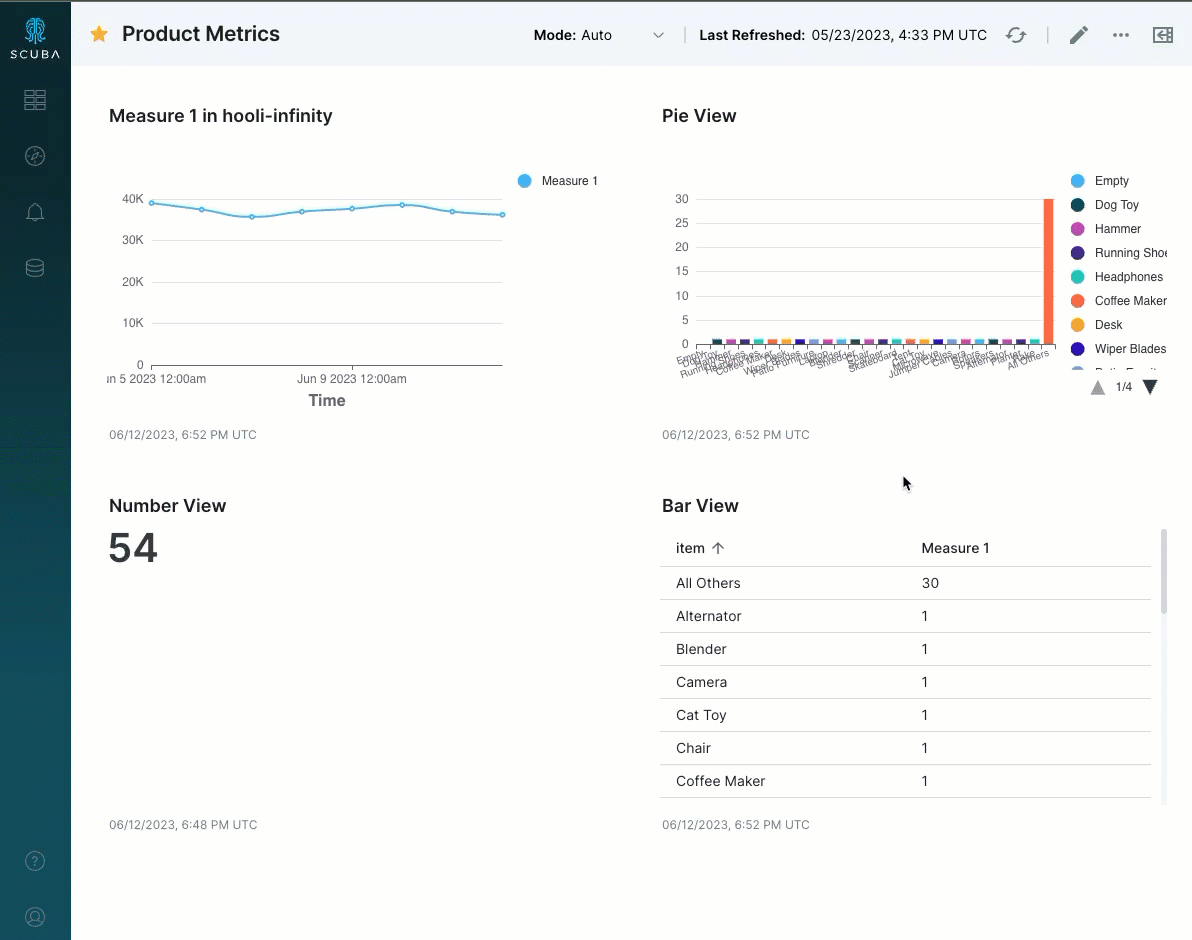 SCUBA
Product Metrics
Mode: Auto
Last Refreshed: 05/23/2023, 4:33 PM UTC
Measure 1 in hooli-infinity
Measure 1
40K
30K
20K
10K
0
n 5 2023 12:00am
Jun 9 2023 12:00am
Time
06/12/2023, 6:52 PM UTC
Pie View
30
25
20
15
10
5
0
All Others
Empty
Dog Toy
Hammer
Running Shoe
Headphones
Coffee Maker
Desk
Wiper Blades
1/4
06/12/2023, 6:52 PM UTC
Number View
54
06/12/2023, 6:48 PM UTC
Bar View
item Measure 1
All Others 30
Alternator 1
Blender 1
Camera 1
Cat Toy 1
Chair 1
Coffee Maker 1
06/12/2023, 6:52 PM UTC
?